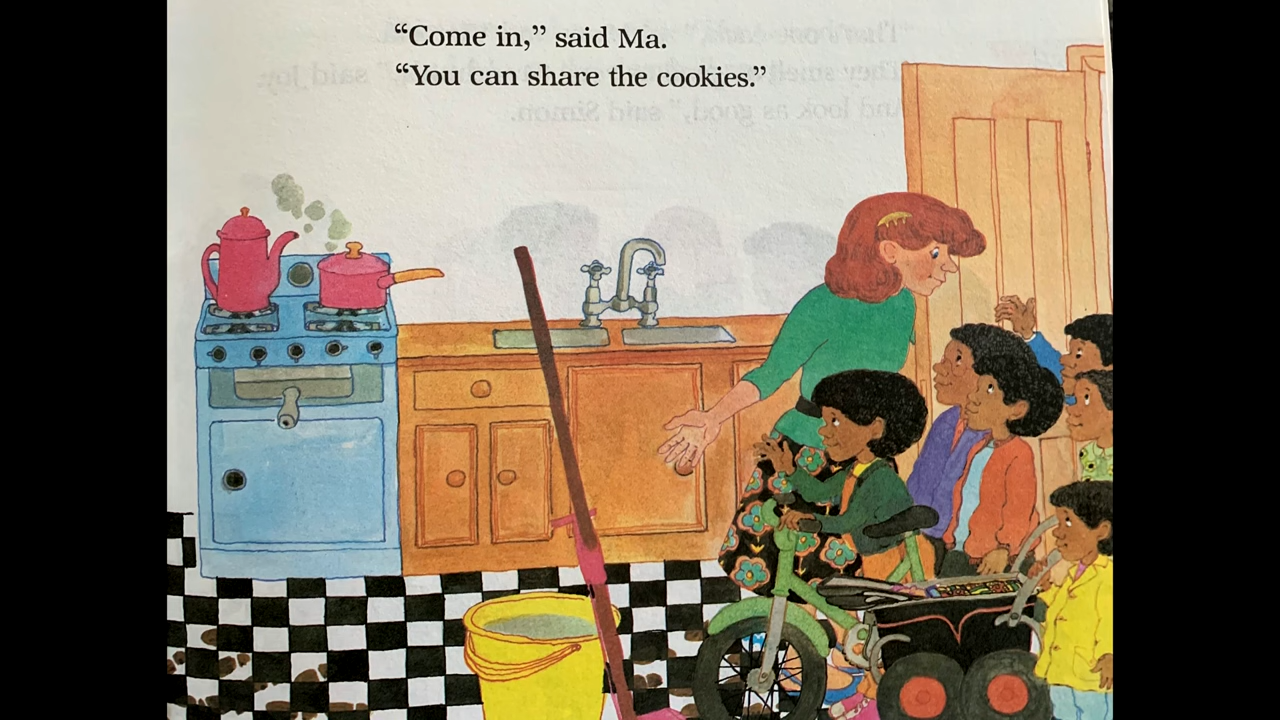 “Come in,” said Ma.
“You can share the cookies.”